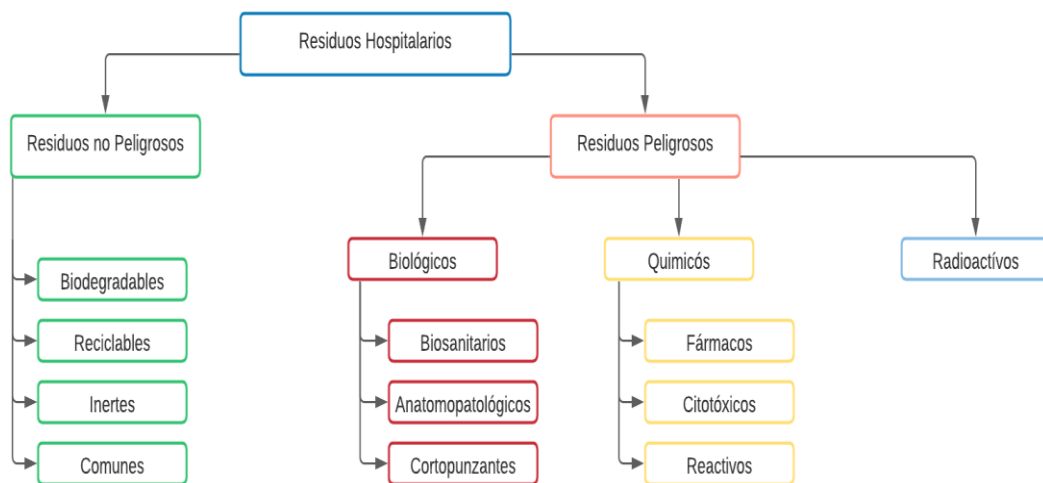 Residuos Hospitalarios
Residuos no Peligrosos
Residuos Peligrosos
Biológicos
Quimicós
Radioactívos
Biodegradables
Reciclables
Inertes
Comunes
Biosanitarios
Anatomopatológicos
Cortopunzantes
Fármacos
Citotóxicos
Reactivos